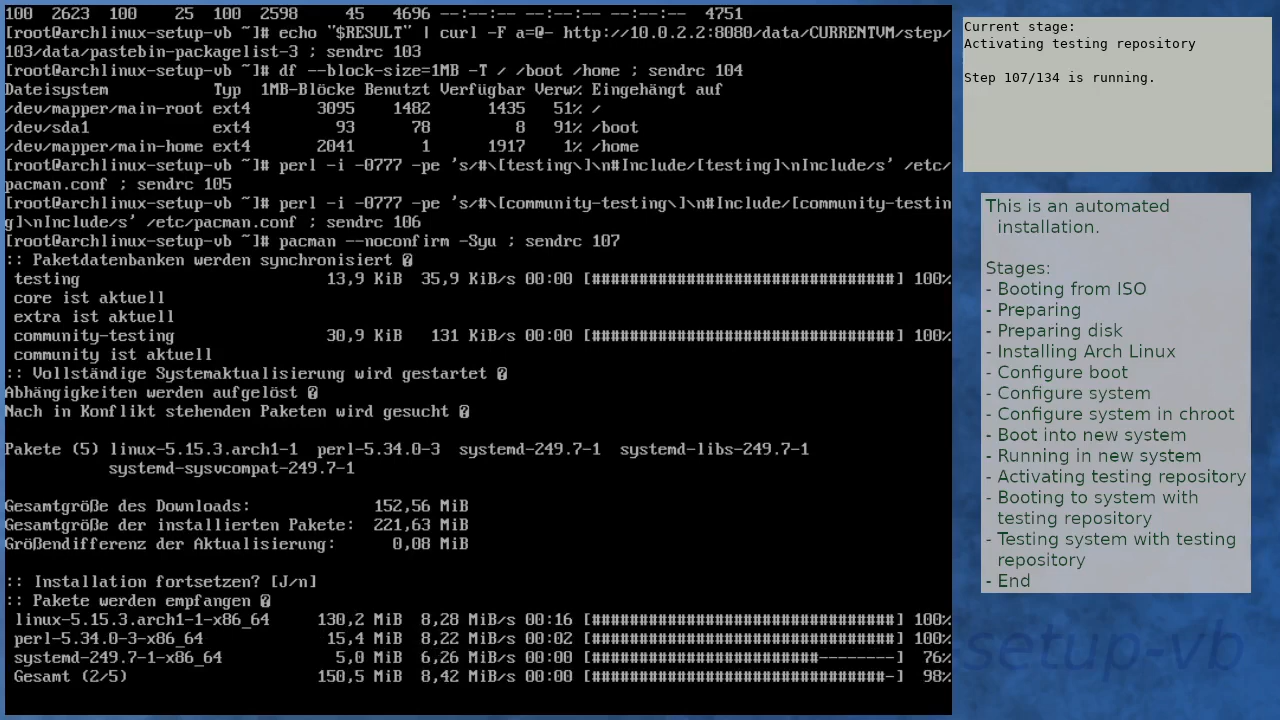 100  2623  100    25  100  2598     45   4696 --:--:-- --:--:-- --:--:--  4751
[root@archlinux-setup-vb ~]# echo "$RESULT" | curl -F a=@- http://10.0.2.2:8080/data/CURRENTVM/step/
103/data/pastebin-packagelist-3 ; sendrc 103
[root@archlinux-setup-vb ~]# df --block-size=1MB -T / /boot /home ; sendrc 104
Dateisystem          Typ  1MB-Blöcke Benutzt Verfügbar Verw% Eingehängt auf
/dev/mapper/main-root ext4       3095    1482      1435   51% /
/dev/sda1            ext4         93      78         8   91% /boot
/dev/mapper/main-home ext4       2041       1      1917    1% /home
[root@archlinux-setup-vb ~]# perl -i -0777 -pe 's/#\[testing\]\n#Include/[testing]\nInclude/s' /etc/
pacman.conf ; sendrc 105
[root@archlinux-setup-vb ~]# perl -i -0777 -pe 's/#\[community-testing\]\n#Include/[community-testin
g]\nInclude/s' /etc/pacman.conf ; sendrc 106
[root@archlinux-setup-vb ~]# pacman --noconfirm -Syu ; sendrc 107
:: Paketdatenbanken werden synchronisiert �
testing 13,9 KiB 35,9 KiB/s 00:00 [################################] 100%
core ist aktuell
extra ist aktuell
community-testing 30,9 KiB 131 KiB/s 00:00 [################################] 100%
community ist aktuell
:: Vollständige Systemaktualisierung wird gestartet �
Abhängigkeiten werden aufgelöst �
Nach in Konflikt stehenden Paketen wird gesucht �
Pakete (5) linux-5.15.3.arch1-1  perl-5.34.0-3  systemd-249.7-1  systemd-libs-249.7-1
systemd-sysvcompat-249.7-1
Gesamtgröße des Downloads: 152,56 MiB
Gesamtgröße der installierten Pakete: 221,63 MiB
Größendifferenz der Aktualisierung: 0,08 MiB
:: Installation fortsetzen? [J/n]
:: Pakete werden empfangen �
linux-5.15.3.arch1-1-x86_64 130,2 MiB 8,28 MiB/s 00:16 [################################] 100%
perl-5.34.0-3-x86_64 15,4 MiB 8,22 MiB/s 00:02 [################################] 100%
systemd-249.7-1-x86_64 5,0 MiB 6,26 MiB/s 00:00 [########################--------] 76%
Gesamt (2/5) 150,5 MiB 8,42 MiB/s 00:00 [###############################-] 98%
Current stage:
Activating testing repository
Step 107/134 is running.
This is an automated
installation.
Stages:
- Booting from ISO
- Preparing
- Preparing disk
- Installing Arch Linux
- Configure boot
- Configure system
- Configure system in chroot
- Boot into new system
- Running in new system
- Activating testing repository
- Booting to system with
testing repository
- Testing system with testing
repository
- End
setup-vb